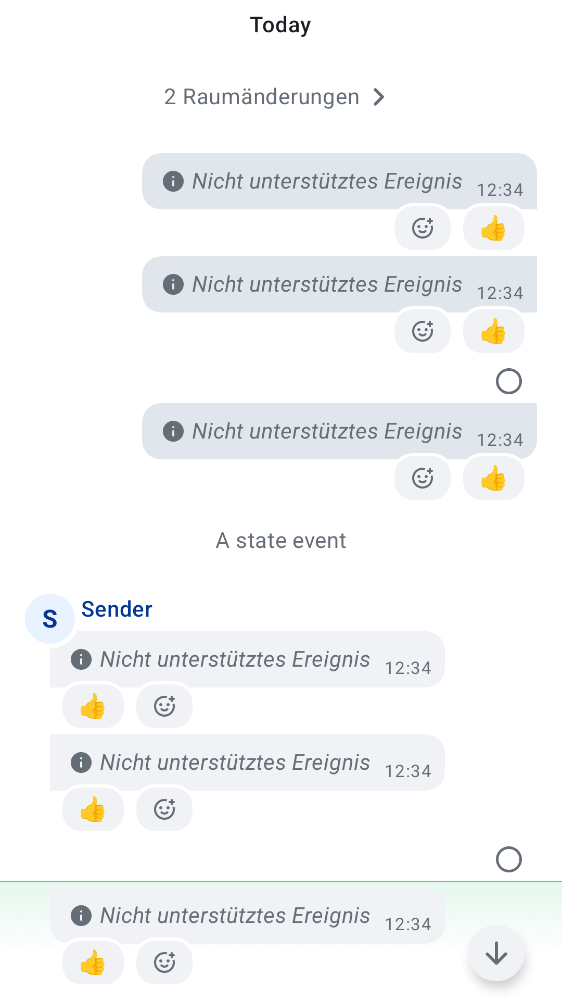 Today
2 Raumänderungen
Nicht unterstütztes Ereignis 12:34
👍
Nicht unterstütztes Ereignis 12:34
👍
Nicht unterstütztes Ereignis 12:34
👍
A state event
S Sender
Nicht unterstütztes Ereignis 12:34
👍
Nicht unterstütztes Ereignis 12:34
👍
Nicht unterstütztes Ereignis 12:34
👍